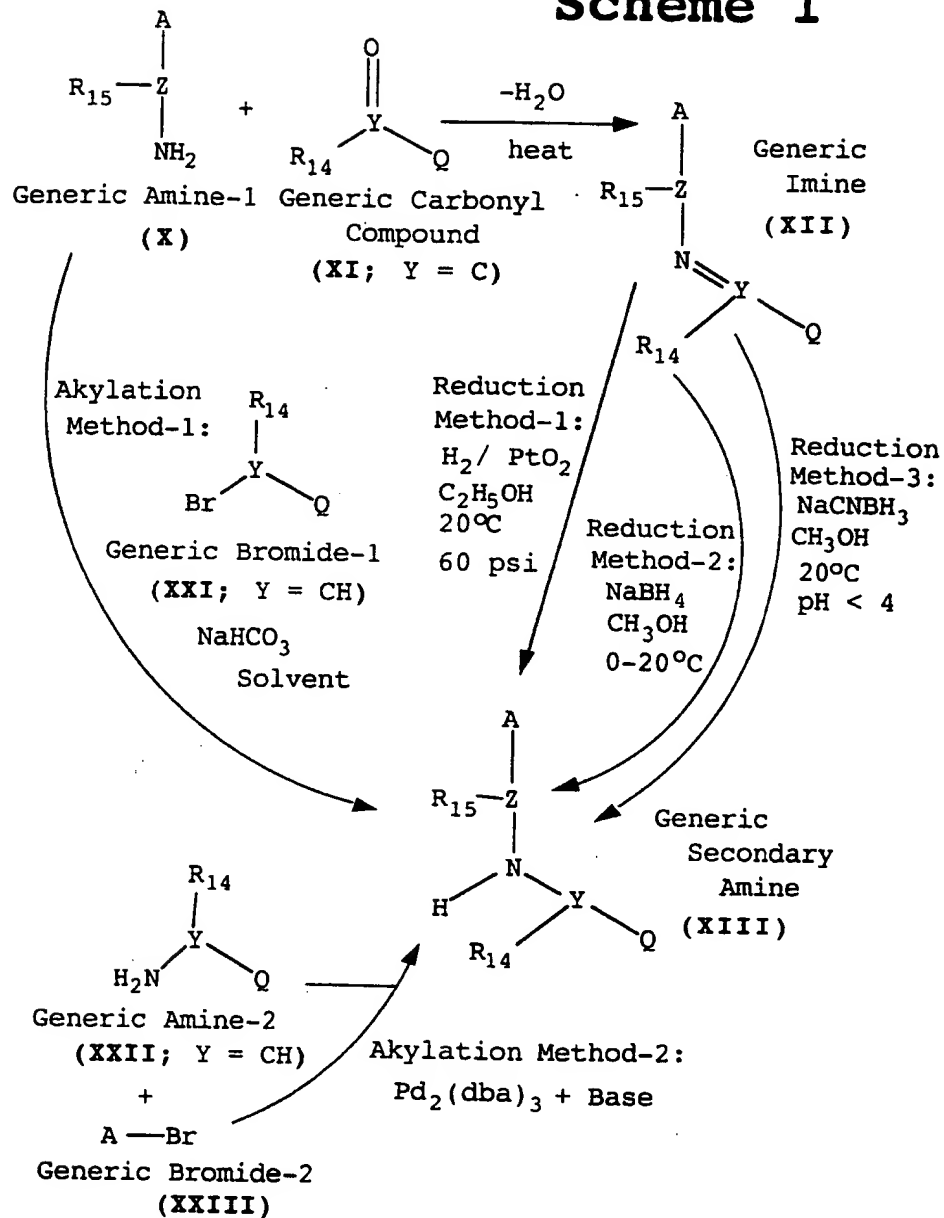 Scheme 1
A
R15—Z
NH2
+
O
Y
R14
Q
-H2O
heat
A
R15—Z
N
Y
R14
Q
Generic
Imine
(XII)
Generic Amine-1
(X)
Generic Carbonyl
Compound
(XI; Y = C)
Akylation
Method-1:
R14
Y
Br
Q
Generic Bromide-1
(XXI; Y = CH)
NaHCO3
Solvent
Reduction
Method-1:
H2/ PtO2
C2H5OH
20°C
60 psi
Reduction
Method-2:
NaBH4
CH3OH
0-20°C
Reduction
Method-3:
NaCNBH3
CH3OH
20°C
pH < 4
A
R15—Z
N
H
Y
R14
Q
Generic
Secondary
Amine
(XIII)
R14
Y
H2N
Q
Generic Amine-2
(XXII; Y = CH)
+
A—Br
Generic Bromide-2
(XXIII)
Akylation Method-2:
Pd2(dba)3 + Base